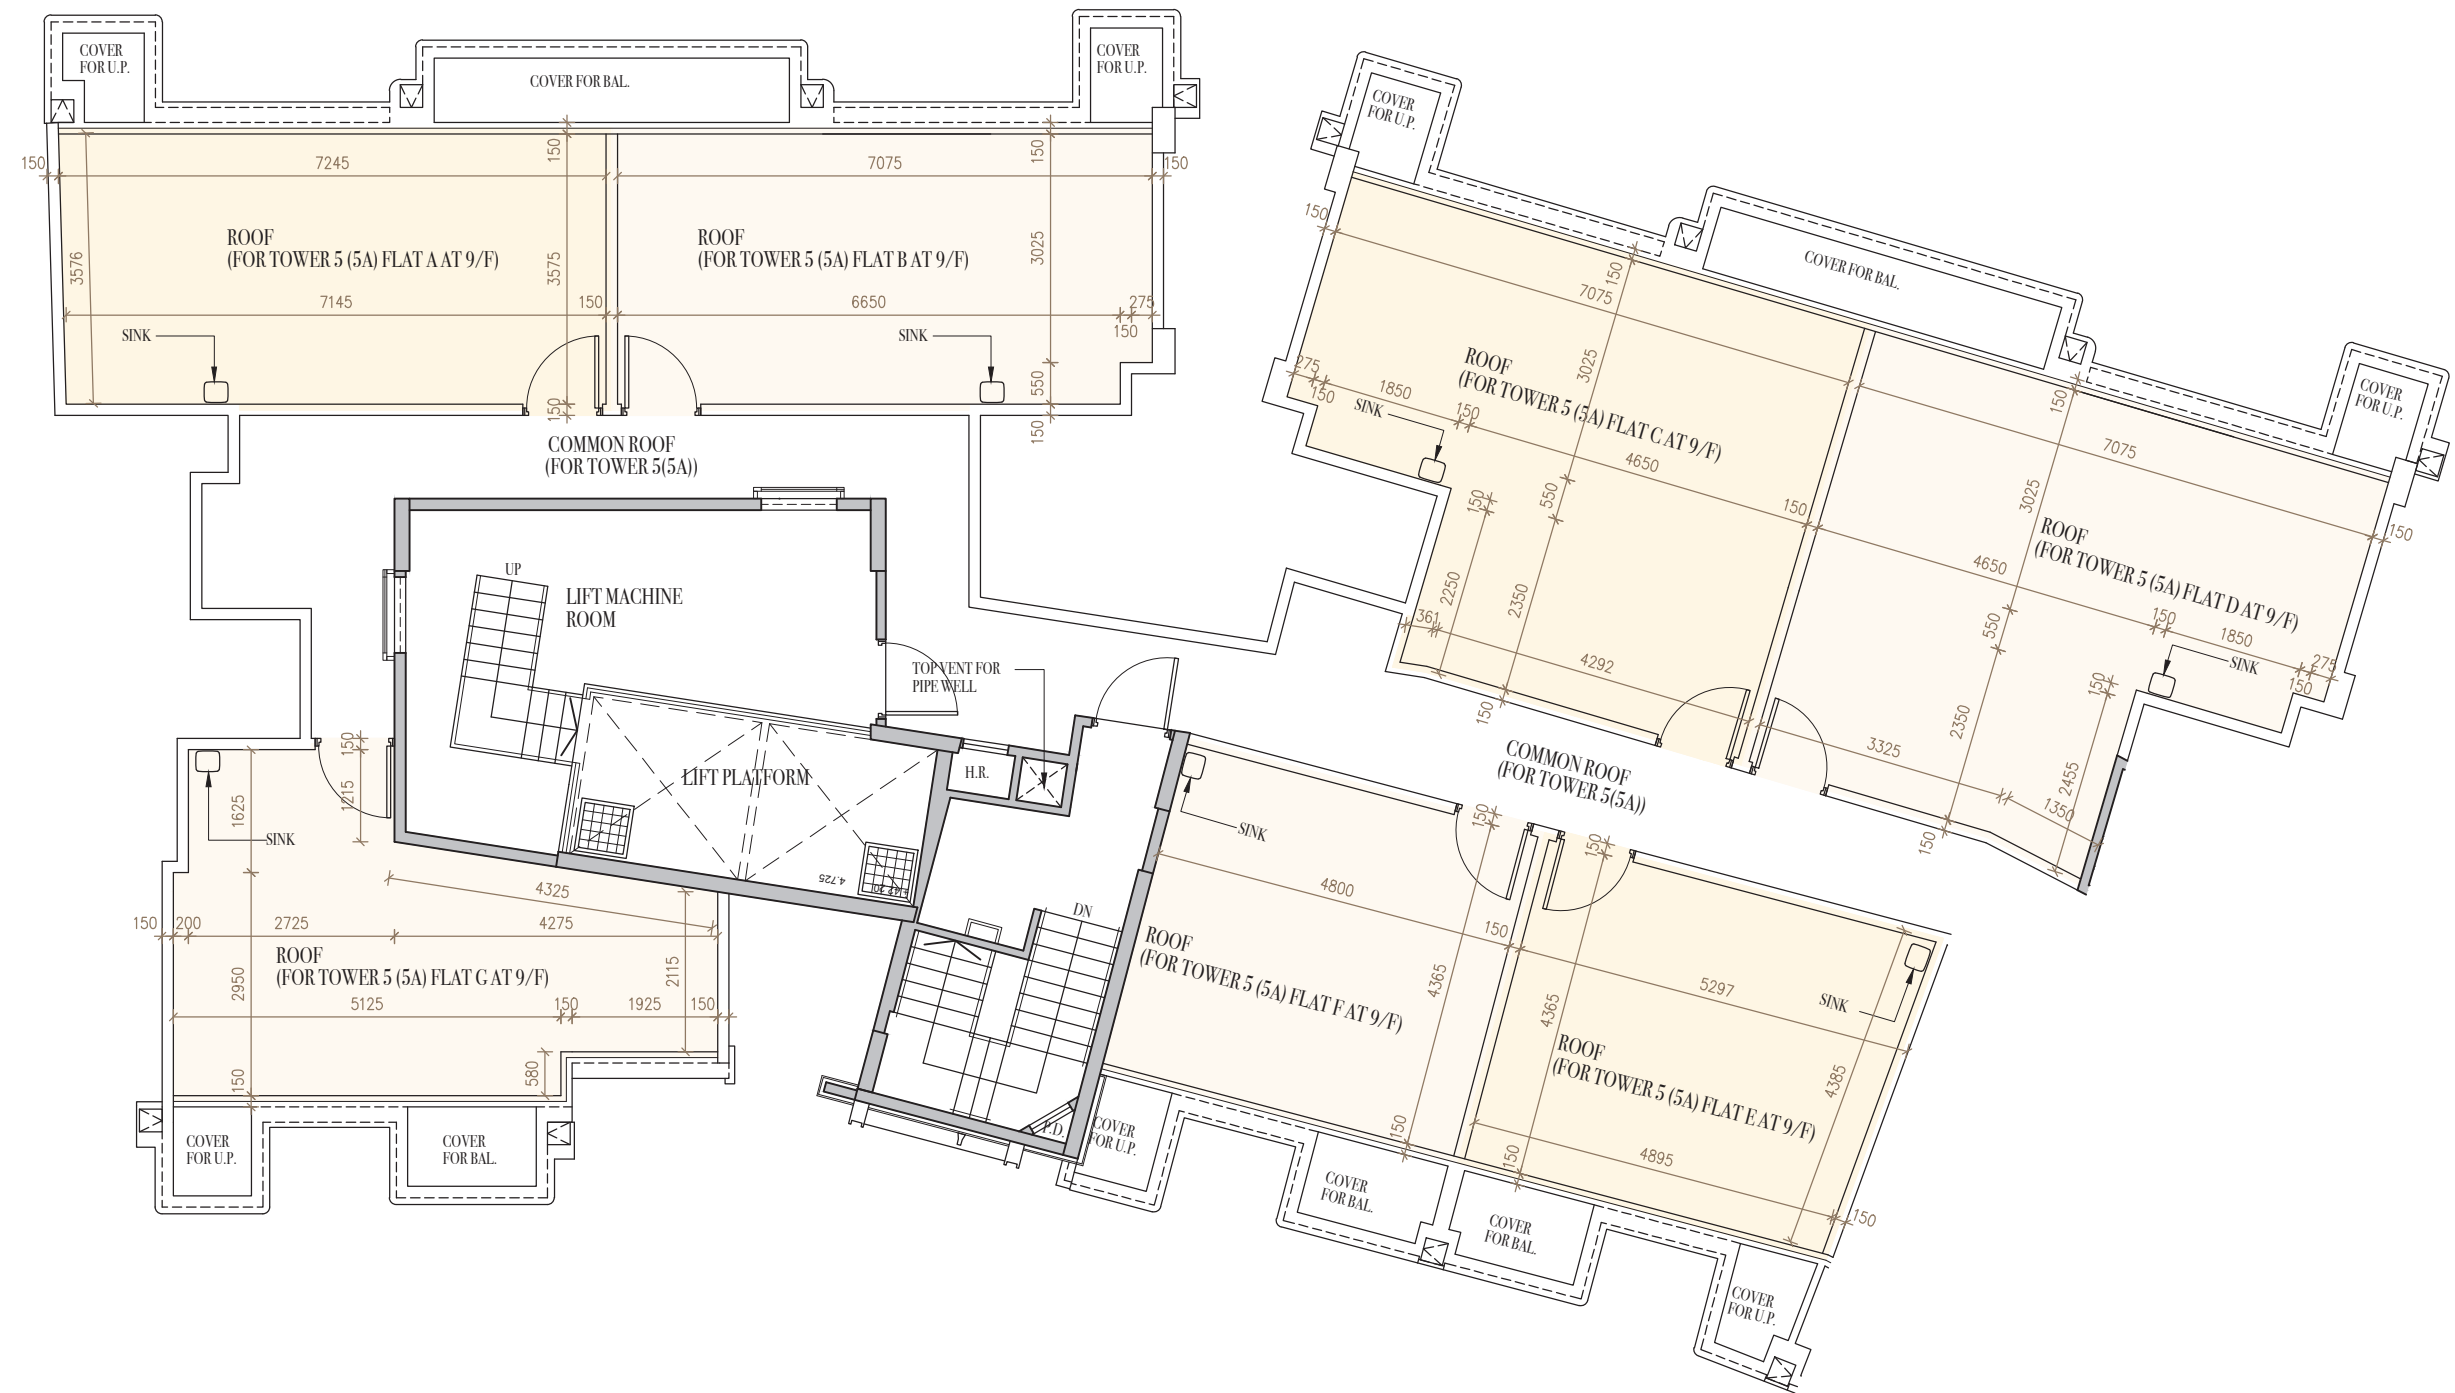 COVER
FOR U.P.
COVER FOR BAL.
COVER
FOR U.P.
150
7245
150
7075
150
150
ROOF
(FOR TOWER 5 (5A) FLAT A AT 9/F)
ROOF
(FOR TOWER 5 (5A) FLAT B AT 9/F)
3576
3575
3025
7145
150
6650
275
150
SINK
SINK
550
150
150
COMMON ROOF
(FOR TOWER 5(5A))
COVER
FOR U.P.
COVER FOR BAL.
COVER
FOR U.P.
150
150
7075
150
7075
150
ROOF
(FOR TOWER 5 (5A) FLAT C AT 9/F)
3025
275
150
1850
150
SINK
4650
150
550
150
2250
2350
361
4292
150
ROOF
(FOR TOWER 5 (5A) FLAT D AT 9/F)
3025
4650
150
1850
275
150
SINK
550
150
2350
3325
2455
1350
150
COMMON ROOF
(FOR TOWER 5(5A))
UP
LIFT MACHINE
ROOM
TOP VENT FOR
PIPE WELL
LIFT PLATFORM
H.R.
4.725
DN
P.D.
150
1215
1625
SINK
4325
150
200
2725
4275
ROOF
(FOR TOWER 5 (5A) FLAT G AT 9/F)
2950
2115
5125
150
1925
150
580
150
COVER
FOR U.P.
COVER
FOR BAL.
SINK
150
150
4800
150
ROOF
(FOR TOWER 5 (5A) FLAT F AT 9/F)
4365
4365
5297
SINK
ROOF
(FOR TOWER 5 (5A) FLAT E AT 9/F)
4385
150
150
4895
150
COVER
FOR U.P.
COVER
FOR BAL.
COVER
FOR BAL.
COVER
FOR U.P.